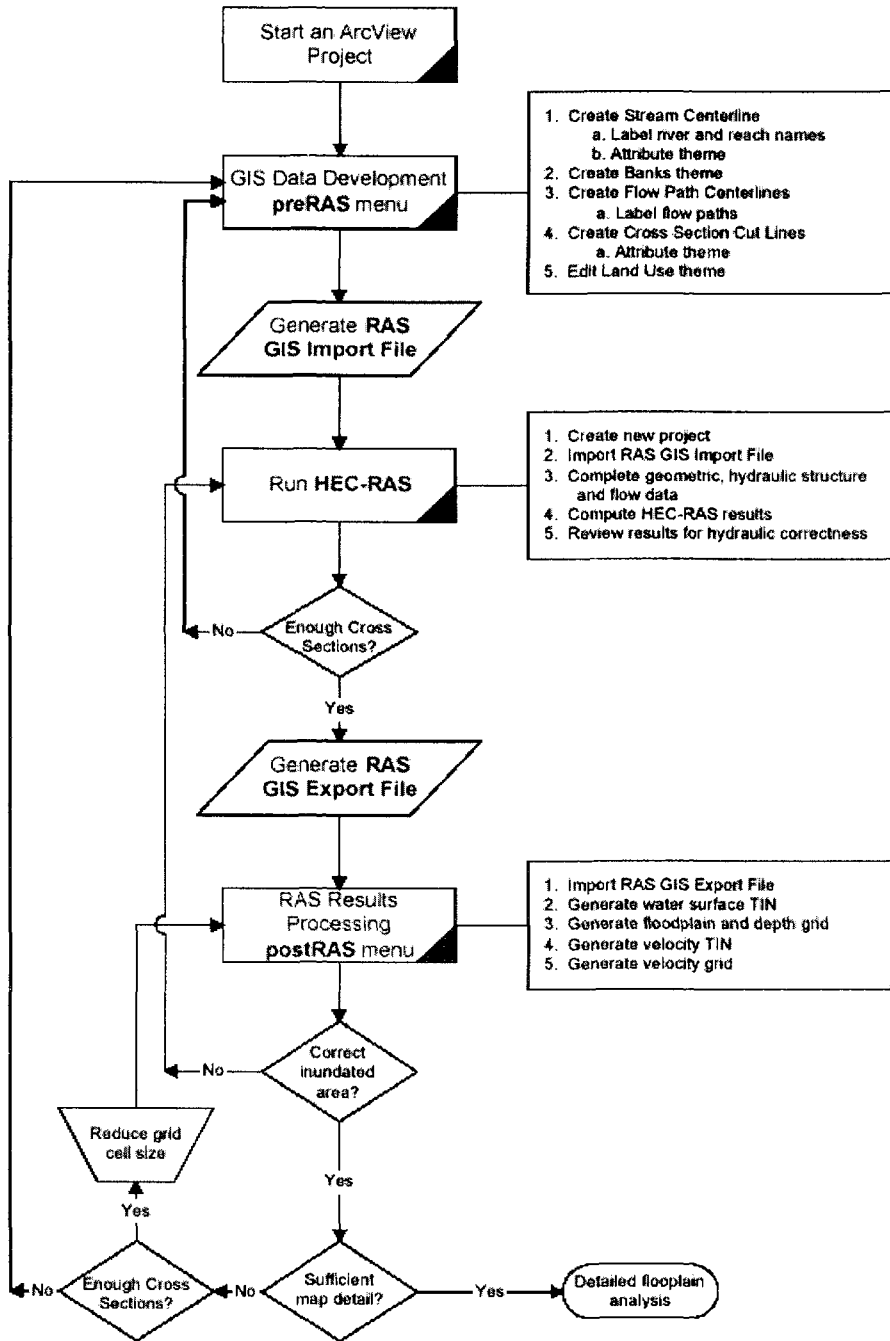 Start an ArcView
Project
1. Create Stream Centerline
a. Label river and reach names
b. Attribute theme
2. Create Banks theme
3. Create Flow Path Centerlines
a. Label flow paths
4. Create Cross Section Cut Lines
a. Attribute theme
5. Edit Land Use theme
GIS Data Development
preRAS menu
Generate RAS
GIS Import File
1. Create new project
2. Import RAS GIS Import File
3. Complete geometric, hydraulic structure
and flow data
4. Compute HEC-RAS results
5. Review results for hydraulic correctness
Run HEC-RAS
Enough Cross
Sections?
No
Yes
Generate RAS
GIS Export File
RAS Results
Processing
postRAS menu
1. Import RAS GIS Export File
2. Generate water surface TIN
3. Generate floodplain and depth grid
4. Generate velocity TIN
5. Generate velocity grid
Correct
inundated
area?
No
Reduce grid
cell size
Yes
Yes
No
Enough Cross
Sections?
No
Sufficient
map detail?
Yes
Detailed flooplain
analysis